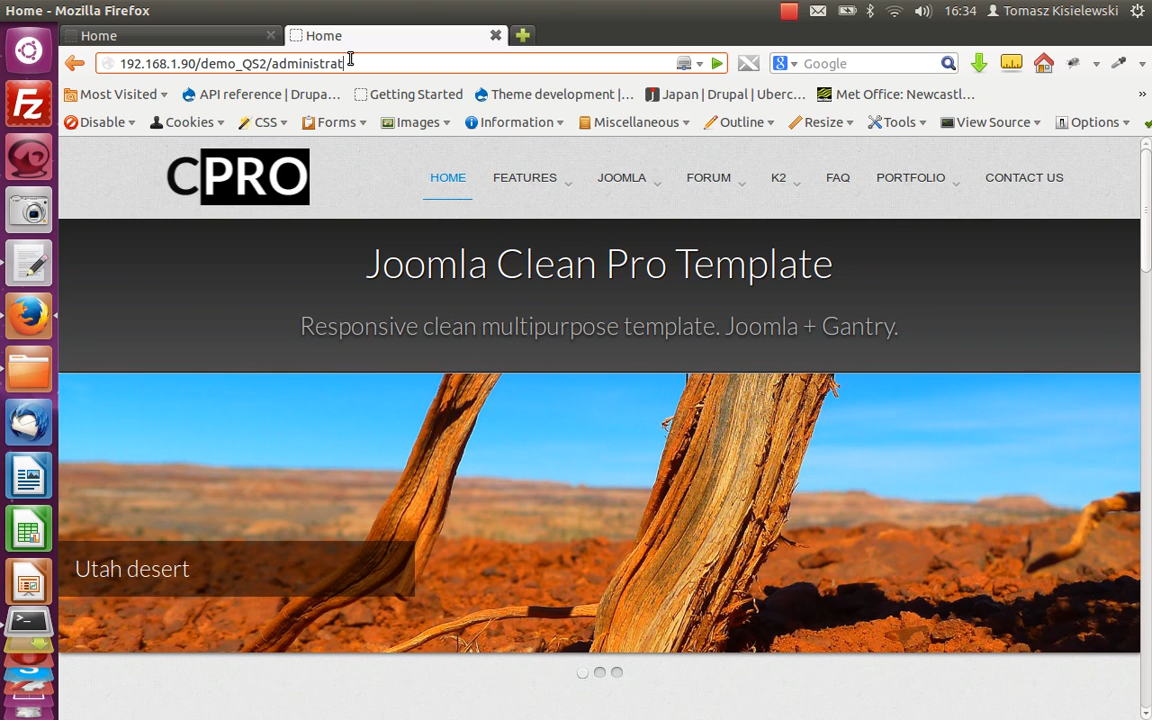 Home - Mozilla Firefox
16:34
Tomasz Kisielewski
Home
Home
192.168.1.90/demo_QS2/administrat
Google
Most Visited
API reference | Drupa...
Getting Started
Theme development |...
Japan | Drupal | Uberc...
Met Office: Newcastl...
Disable
Cookies
CSS
Forms
Images
Information
Miscellaneous
Outline
Resize
Tools
View Source
Options
CPRO
HOME
FEATURES
JOOMLA
FORUM
K2
FAQ
PORTFOLIO
CONTACT US
Joomla Clean Pro Template
Responsive clean multipurpose template. Joomla + Gantry.
Utah desert